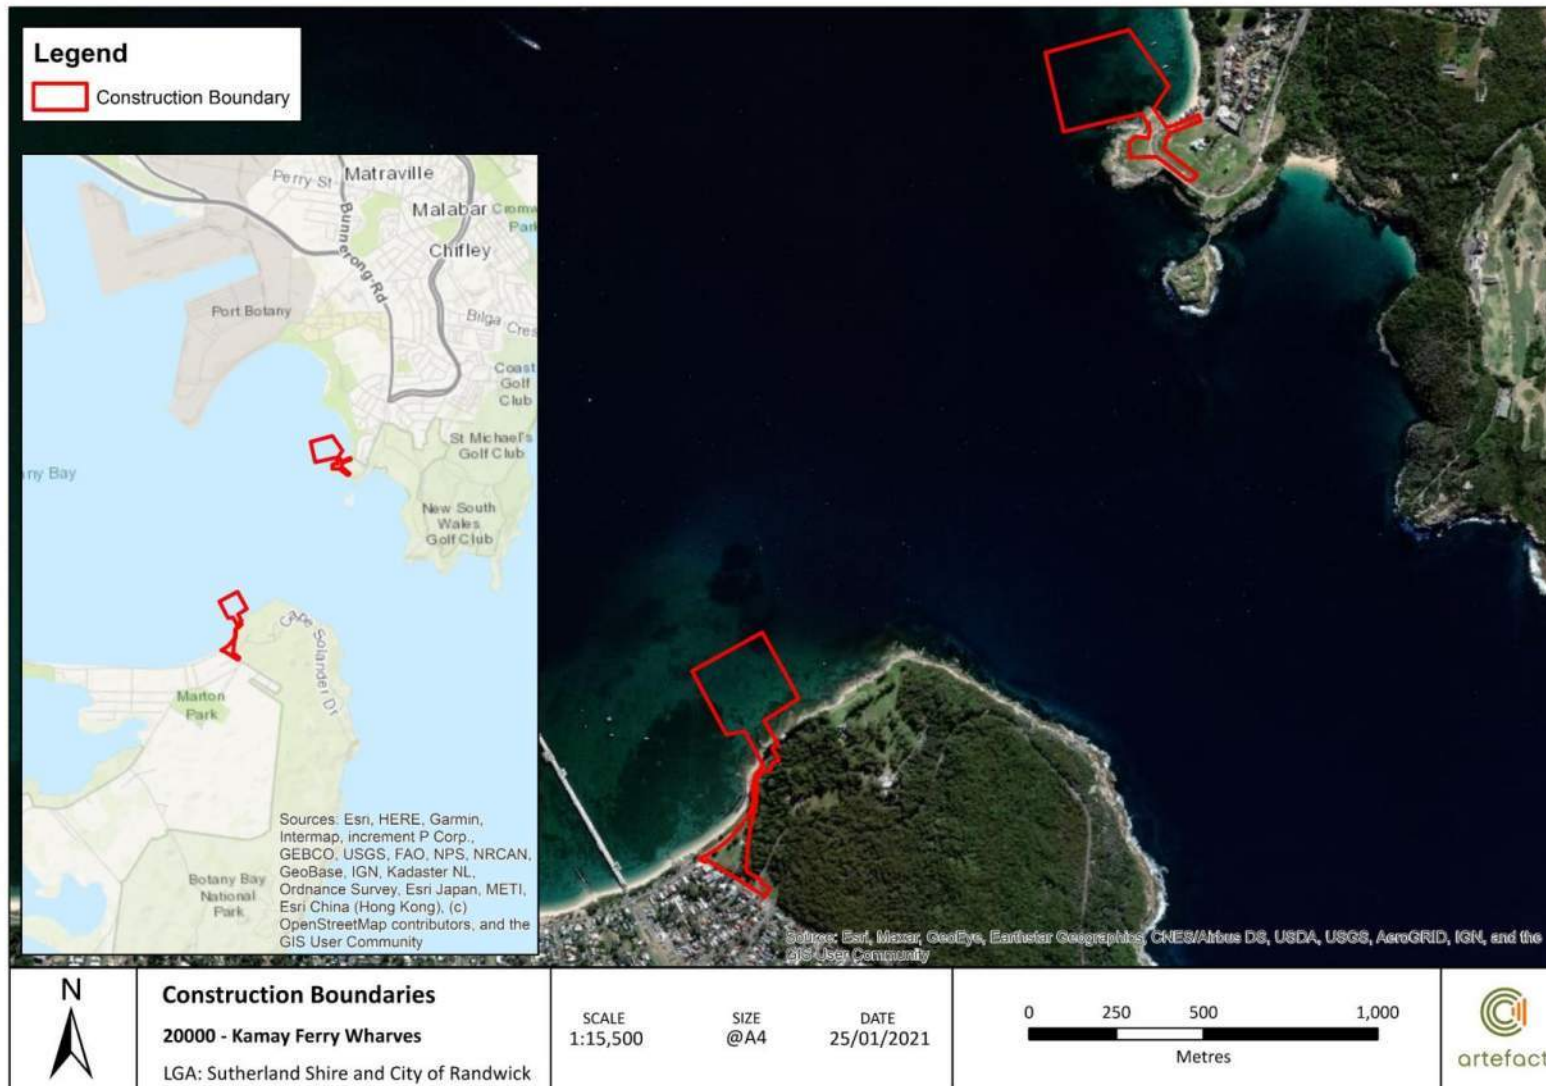 Legend
Construction Boundary
Perry St
Matraville
Malabar
Croma
Park
Chifley
Bunnerong Rd
Port Botany
Bilga Cres
Coast
Golf
Club
St Michael's
Golf Club
ny Bay
New South
Wales
Golf Club
Cape Solander Dr
Marton
Park
Botany Bay
National
Park
Sources: Esri, HERE, Garmin,
Intermap, increment P Corp.,
GEBCO, USGS, FAO, NPS, NRCAN,
GeoBase, IGN, Kadaster NL,
Ordnance Survey, Esri Japan, METI,
Esri China (Hong Kong), (c)
OpenStreetMap contributors, and the
GIS User Community
Source: Esri, Maxar, GeoEye, Earthstar Geographics, CNES/Airbus DS, USDA, USGS, AeroGRID, IGN, and the
GIS User Community
N
Construction Boundaries
20000 - Kamay Ferry Wharves
LGA: Sutherland Shire and City of Randwick
SCALE SIZE DATE
1:15,500 @A4 25/01/2021
0 250 500 1,000
Metres
artefact